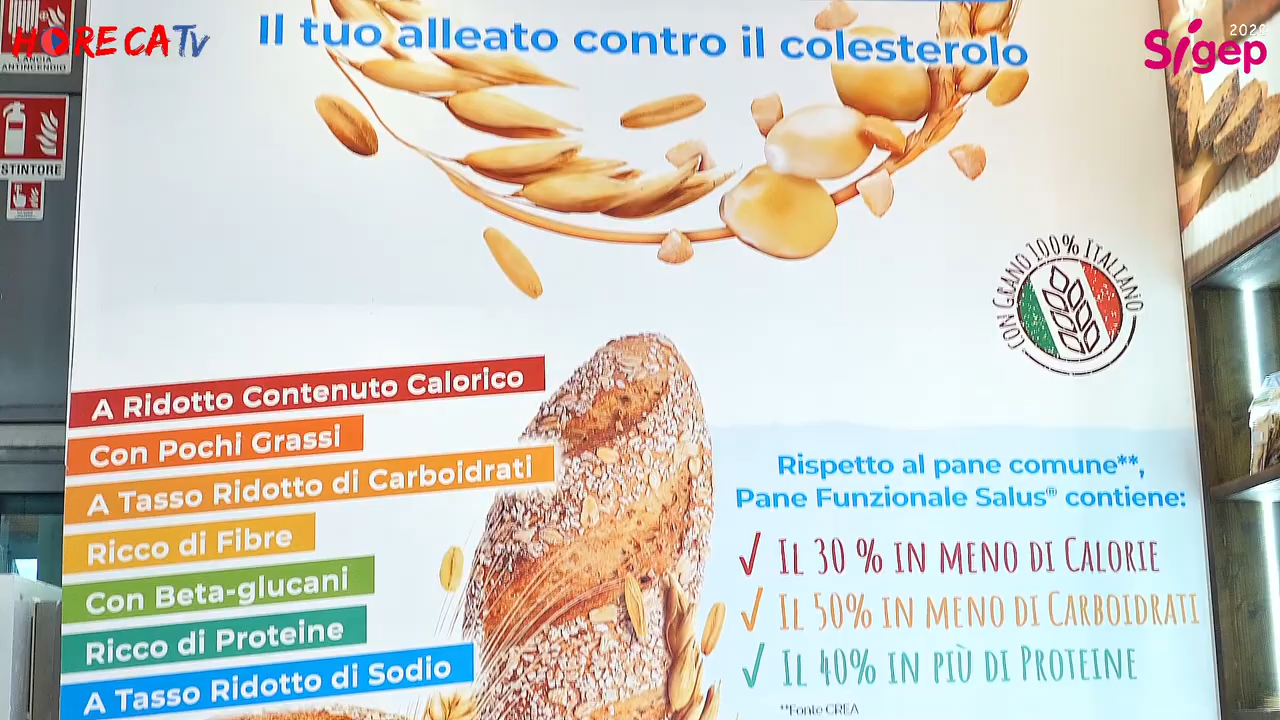 HORECATV
Sigep
LANCIA
ANTINCENDIO
ESTINTORE
Il tuo alleato contro il colesterolo
CON GRANO 100% ITALIANO
A Ridotto Contenuto Calorico
Con Pochi Grassi
A Tasso Ridotto di Carboidrati
Ricco di Fibre
Con Beta-glucani
Ricco di Proteine
A Tasso Ridotto di Sodio
Rispetto al pane comune**,
Pane Funzionale Salus® contiene:
✓ IL 30 % IN MENO DI CALORIE
✓ IL 50% IN MENO DI CARBOIDRATI
✓ IL 40% IN PIÙ DI PROTEINE
**Fonte CREA